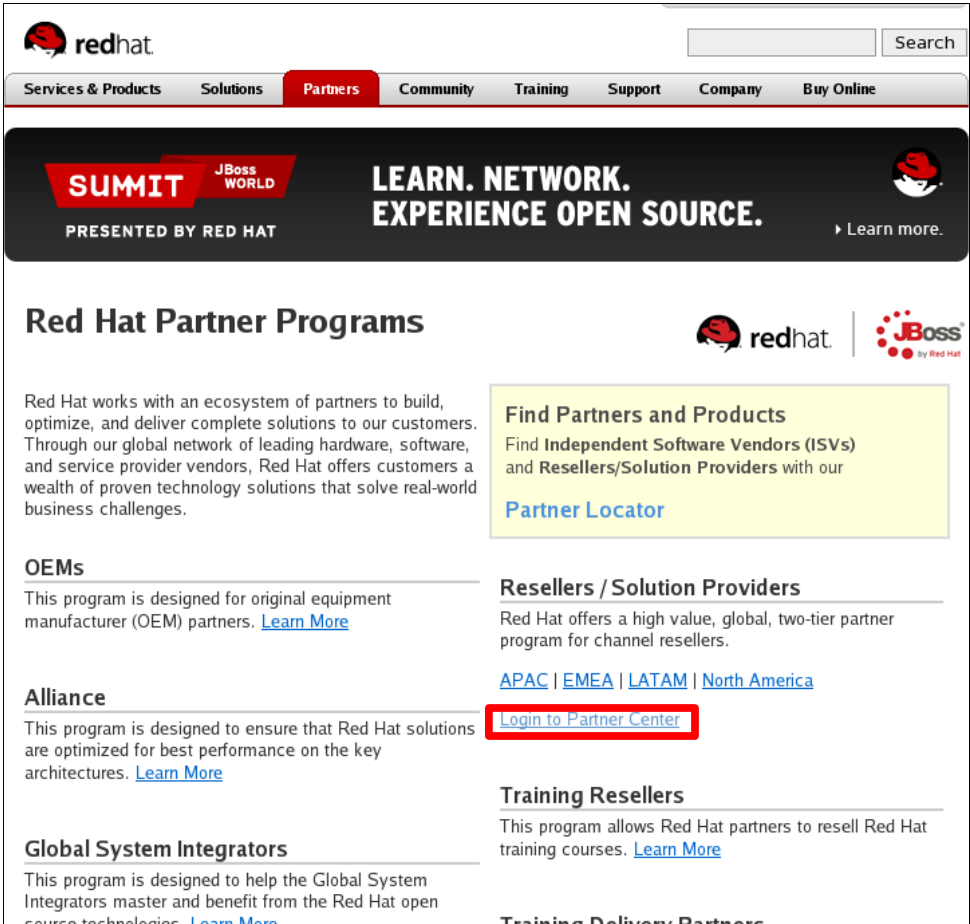 redhat.
Search
Services & Products Solutions Partners Community Training Support Company Buy Online
SUMMIT
JBoss
WORLD
PRESENTED BY RED HAT
LEARN. NETWORK.
EXPERIENCE OPEN SOURCE.
Learn more.
Red Hat Partner Programs
redhat.
JBoss
by Red Hat
Red Hat works with an ecosystem of partners to build,
optimize, and deliver complete solutions to our customers.
Through our global network of leading hardware, software,
and service provider vendors, Red Hat offers customers a
wealth of proven technology solutions that solve real-world
business challenges.
Find Partners and Products
Find Independent Software Vendors (ISVs)
and Resellers/Solution Providers with our
Partner Locator
OEMs
This program is designed for original equipment
manufacturer (OEM) partners. Learn More
Alliance
This program is designed to ensure that Red Hat solutions
are optimized for best performance on the key
architectures. Learn More
Global System Integrators
This program is designed to help the Global System
Integrators master and benefit from the Red Hat open
source technologies. Learn More
Resellers / Solution Providers
Red Hat offers a high value, global, two-tier partner
program for channel resellers.
APAC | EMEA | LATAM | North America
Login to Partner Center
Training Resellers
This program allows Red Hat partners to resell Red Hat
training courses. Learn More
Training Delivery Partners